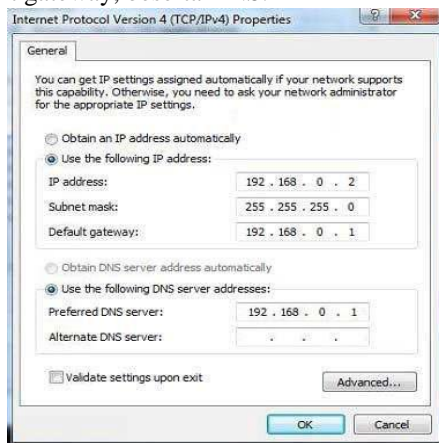 Internet Protocol Version 4 (TCP/IPv4) Properties
General
You can get IP settings assigned automatically if your network supports
this capability. Otherwise, you need to ask your network administrator
for the appropriate IP settings.
Obtain an IP address automatically
Use the following IP address:
IP address: 192 . 168 . 0 . 2
Subnet mask: 255 . 255 . 255 . 0
Default gateway: 192 . 168 . 0 . 1
Obtain DNS server address automatically
Use the following DNS server addresses:
Preferred DNS server: 192 . 168 . 0 . 1
Alternate DNS server: . . .
Validate settings upon exit
Advanced...
OK Cancel